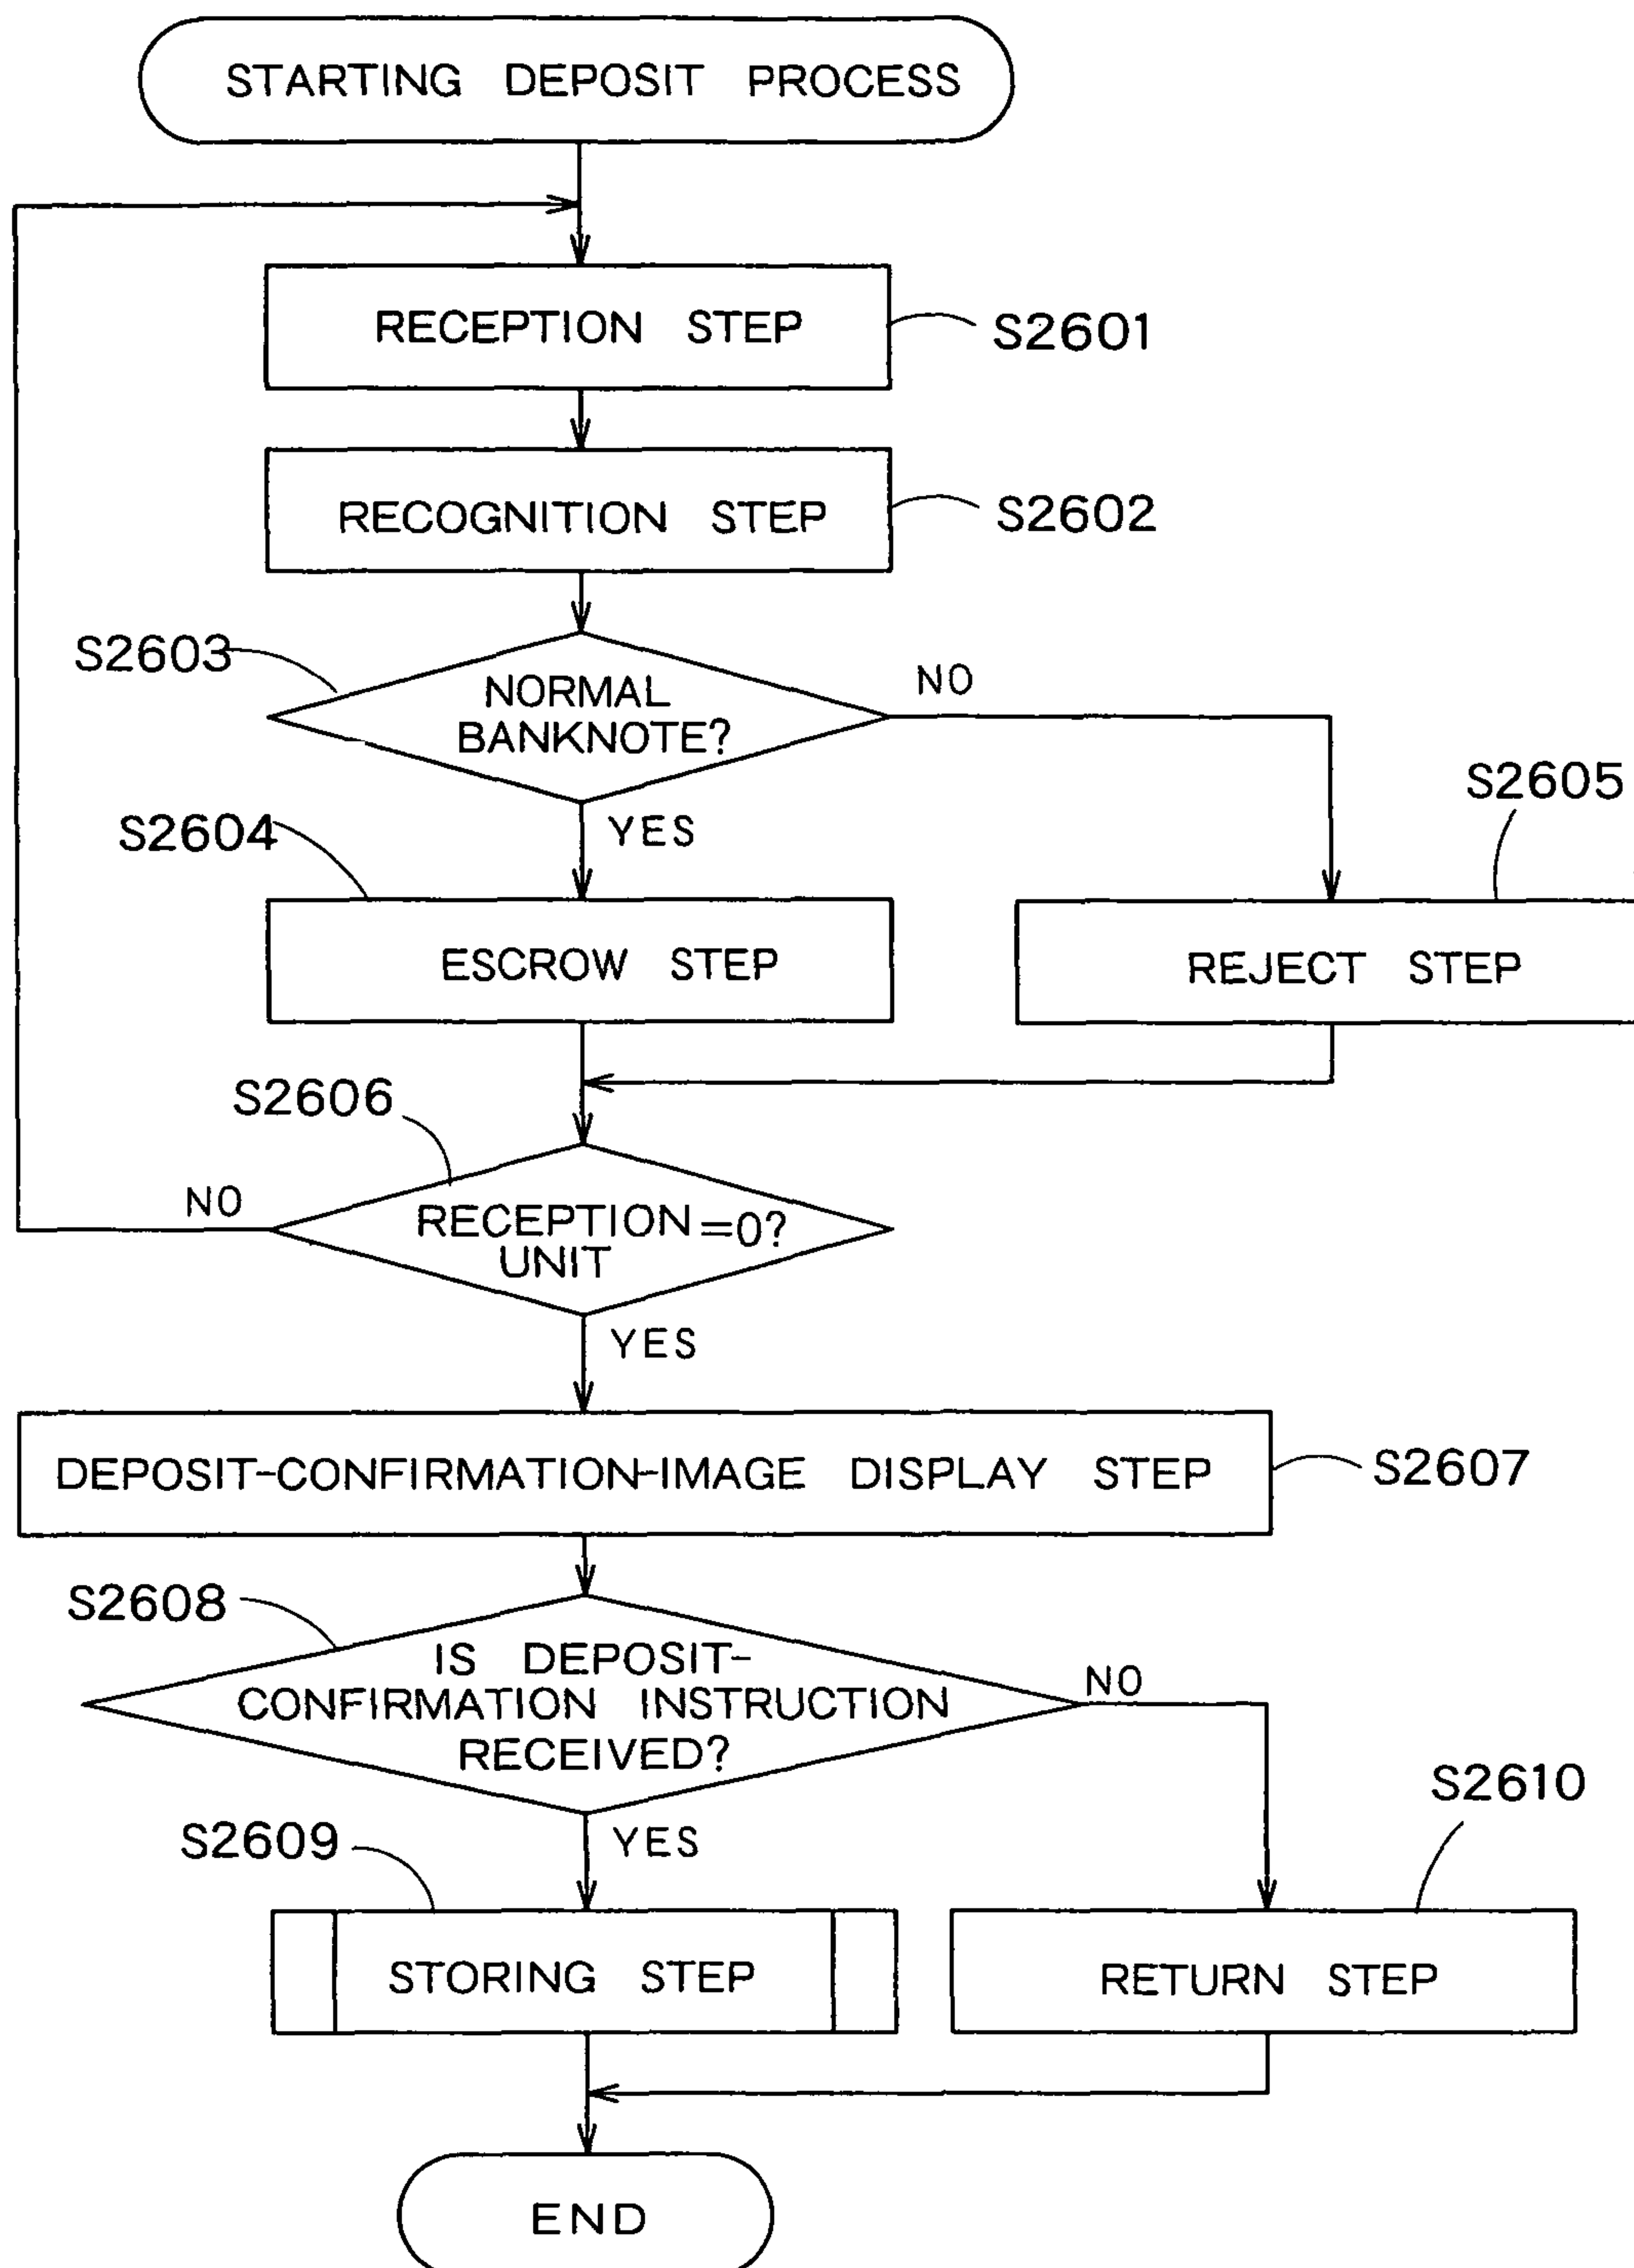 STARTING DEPOSIT PROCESS
RECEPTION STEP
S2601
RECOGNITION STEP
S2602
S2603
NORMAL
BANKNOTE?
NO
YES
S2604
S2605
ESCROW STEP
REJECT STEP
S2606
NO
RECEPTION =0?
UNIT
YES
DEPOSIT-CONFIRMATION-IMAGE DISPLAY STEP
S2607
S2608
IS DEPOSIT-
CONFIRMATION INSTRUCTION
RECEIVED?
NO
YES
S2609
S2610
STORING STEP
RETURN STEP
END